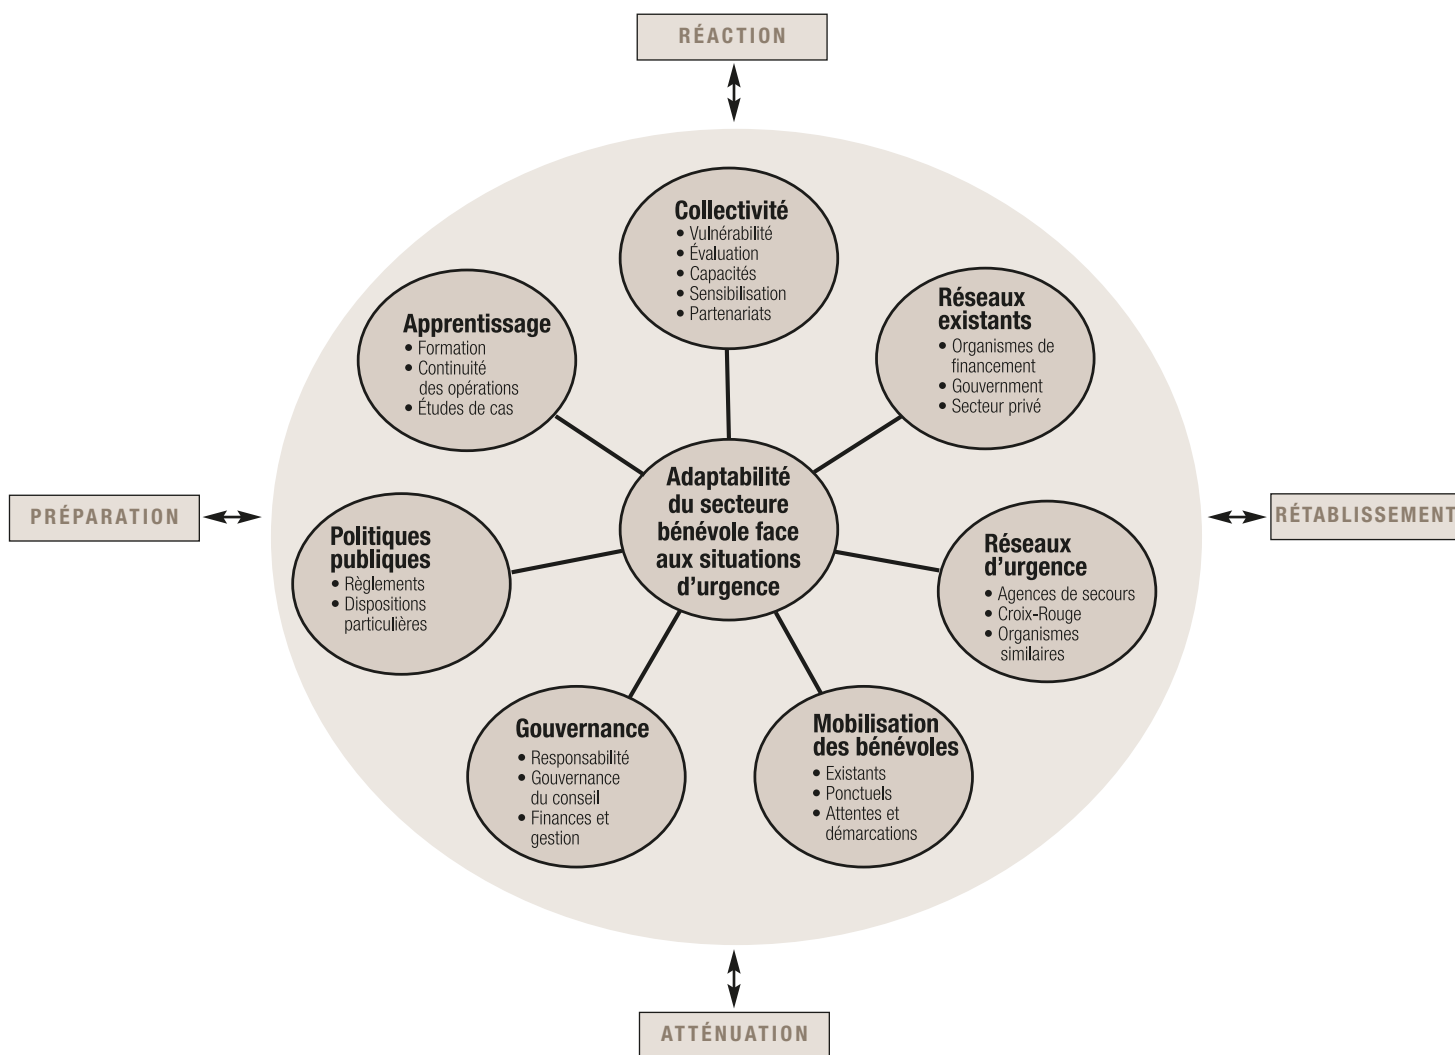 RÉACTION
Collectivité
• Vulnérabilité
• Évaluation
• Capacités
• Sensibilisation
• Partenariats
Réseaux
existants
• Organismes de
financement
• Gouvernment
• Secteur privé
Apprentissage
• Formation
• Continuité
des opérations
• Études de cas
Adaptabilité
du secteure
bénévole face
aux situations
d'urgence
PRÉPARATION
RÉTABLISSEMENT
Politiques
publiques
• Règlements
• Dispositions
particulières
Réseaux
d'urgence
• Agences de secours
• Croix-Rouge
• Organismes
similaires
Gouvernance
• Responsabilité
• Gouvernance
du conseil
• Finances et
gestion
Mobilisation
des bénévoles
• Existants
• Ponctuels
• Attentes et
démarcations
ATTÉNUATION